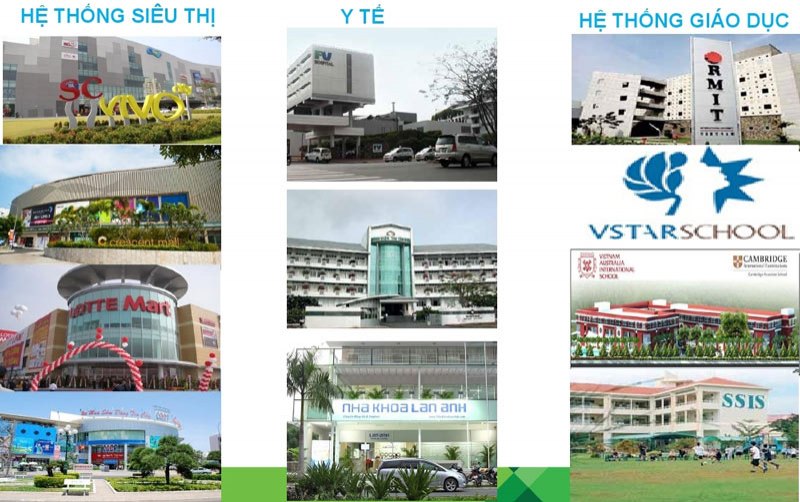 HỆ THỐNG SIÊU THỊ
Y TẾ
HỆ THỐNG GIÁO DỤC
SC
VIVO
crescent mall
LOTTE Mart
FV
HOSPITAL
NHA KHOA LAN ANH
RMIT
VSTARSCHOOL
VIETNAM
AUSTRALIA
INTERNATIONAL
SCHOOL
CAMBRIDGE
SSIS